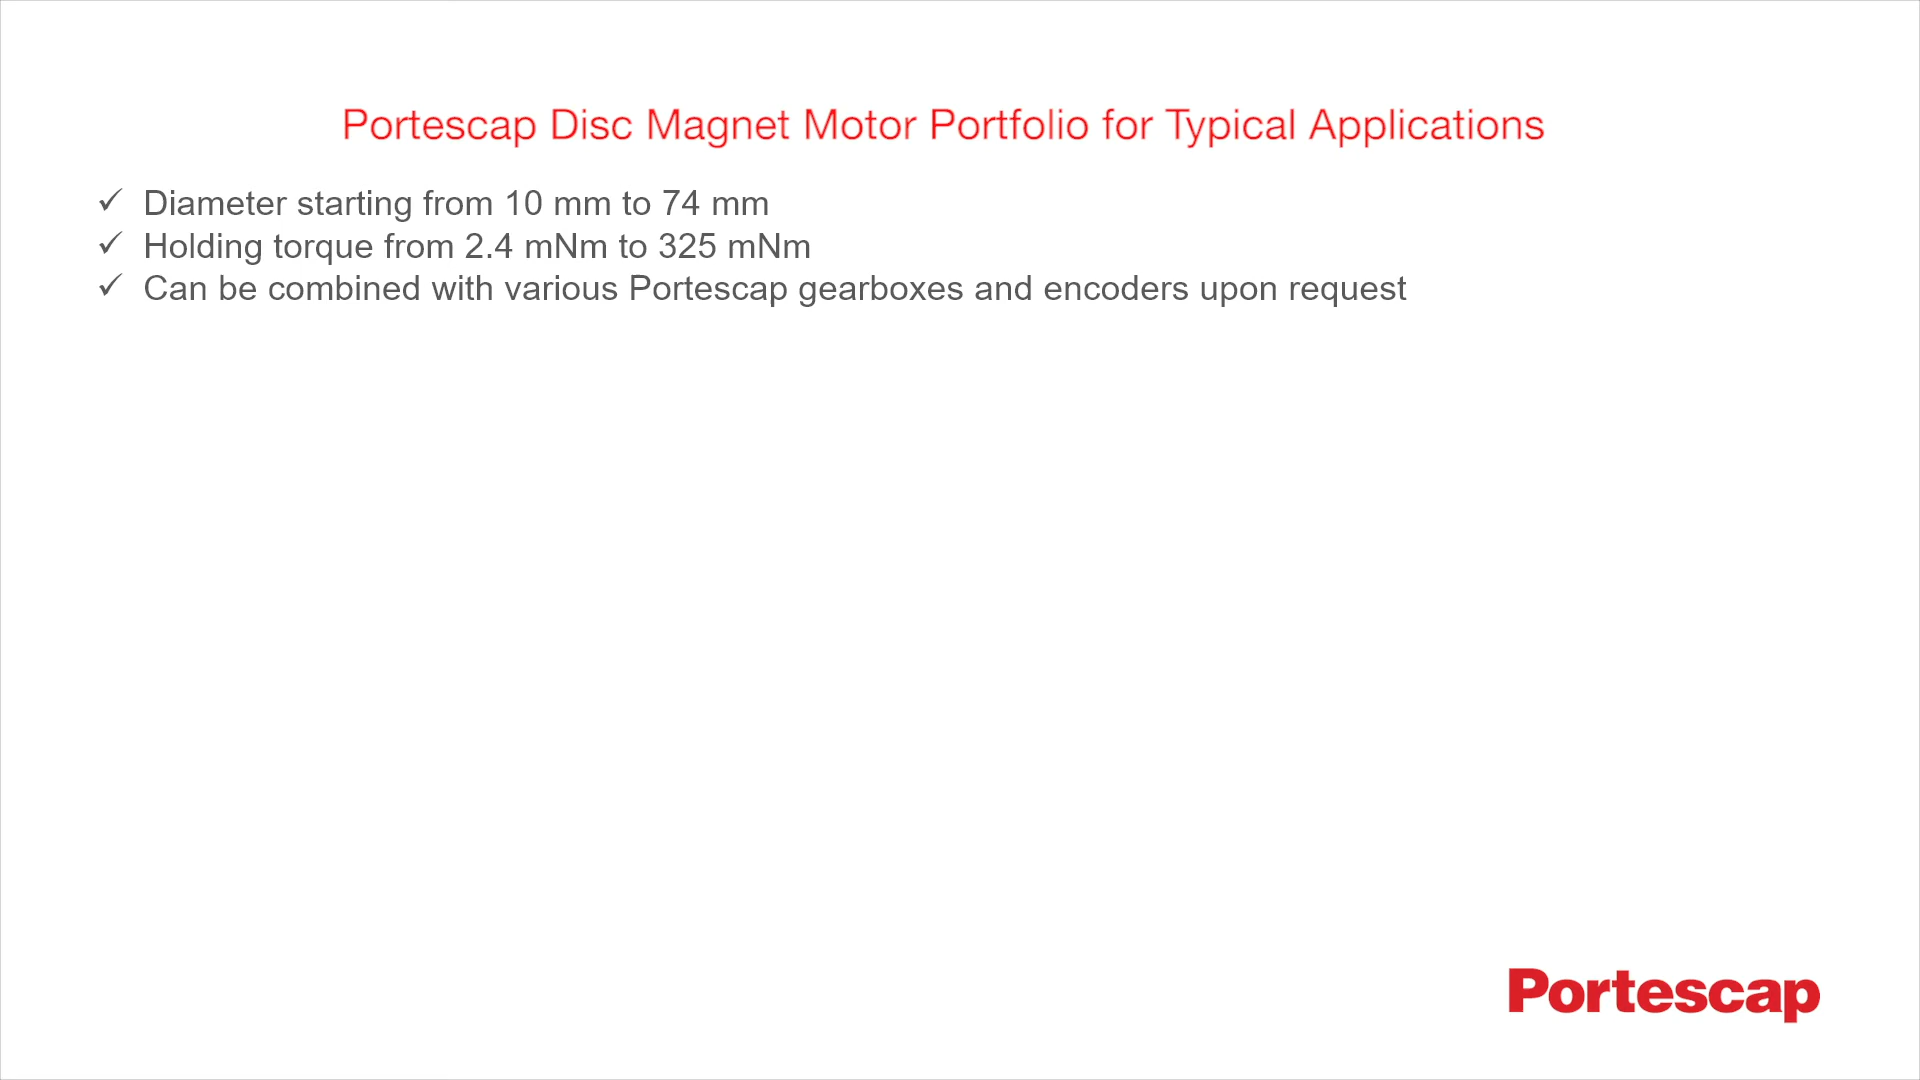 Portescap Disc Magnet Motor Portfolio for Typical Applications
✓ Diameter starting from 10 mm to 74 mm
✓ Holding torque from 2.4 mNm to 325 mNm
✓ Can be combined with various Portescap gearboxes and encoders upon request
Portescap